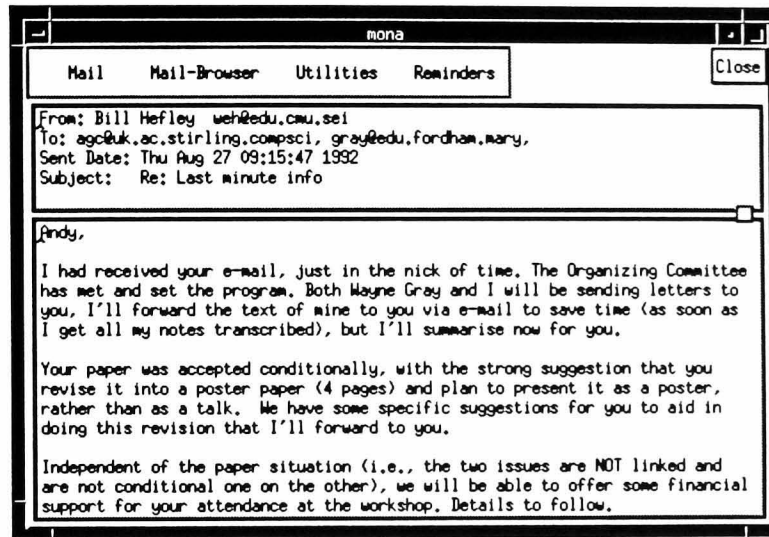 mona
Mail Mail-Browser Utilities Reminders
Close
From: Bill Hefley weh@edu.cmu.sei
To: agc@uk.ac.stirling.compsci, gray@edu.fordham.mary,
Sent Date: Thu Aug 27 09:15:47 1992
Subject: Re: Last minute info
Andy,
I had received your e-mail, just in the nick of time. The Organizing Committee
has met and set the program. Both Wayne Gray and I will be sending letters to
you, I'll forward the text of mine to you via e-mail to save time (as soon as
I get all my notes transcribed), but I'll summarise now for you.
Your paper was accepted conditionally, with the strong suggestion that you
revise it into a poster paper (4 pages) and plan to present it as a poster,
rather than as a talk. We have some specific suggestions for you to aid in
doing this revision that I'll forward to you.
Independent of the paper situation (i.e., the two issues are NOT linked and
are not conditional one on the other), we will be able to offer some financial
support for your attendance at the workshop. Details to follow.